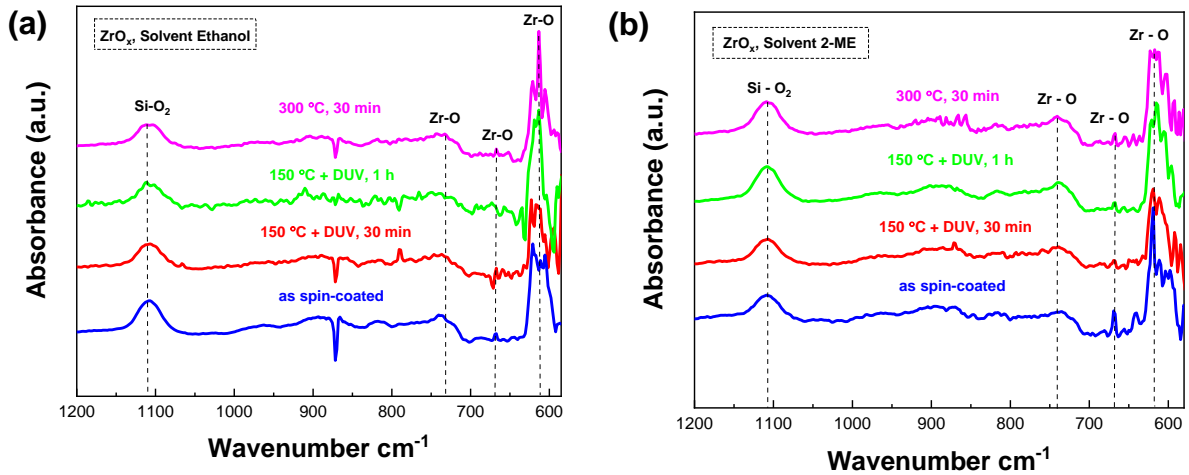 (a)
ZrOx, Solvent Ethanol
Zr-O
Si-O2
300 ºC, 30 min
Zr-O
Zr-O
150 ºC + DUV, 1 h
150 ºC + DUV, 30 min
as spin-coated
Absorbance (a.u.)
1200 1100 1000 900 800 700 600
Wavenumber cm-1
(b)
ZrOx, Solvent 2-ME
Zr - O
Si - O2
300 ºC, 30 min
Zr - O
Zr - O
150 ºC + DUV, 1 h
150 ºC + DUV, 30 min
as spin-coated
Absorbance (a.u.)
1200 1100 1000 900 800 700 600
Wavenumber cm-1